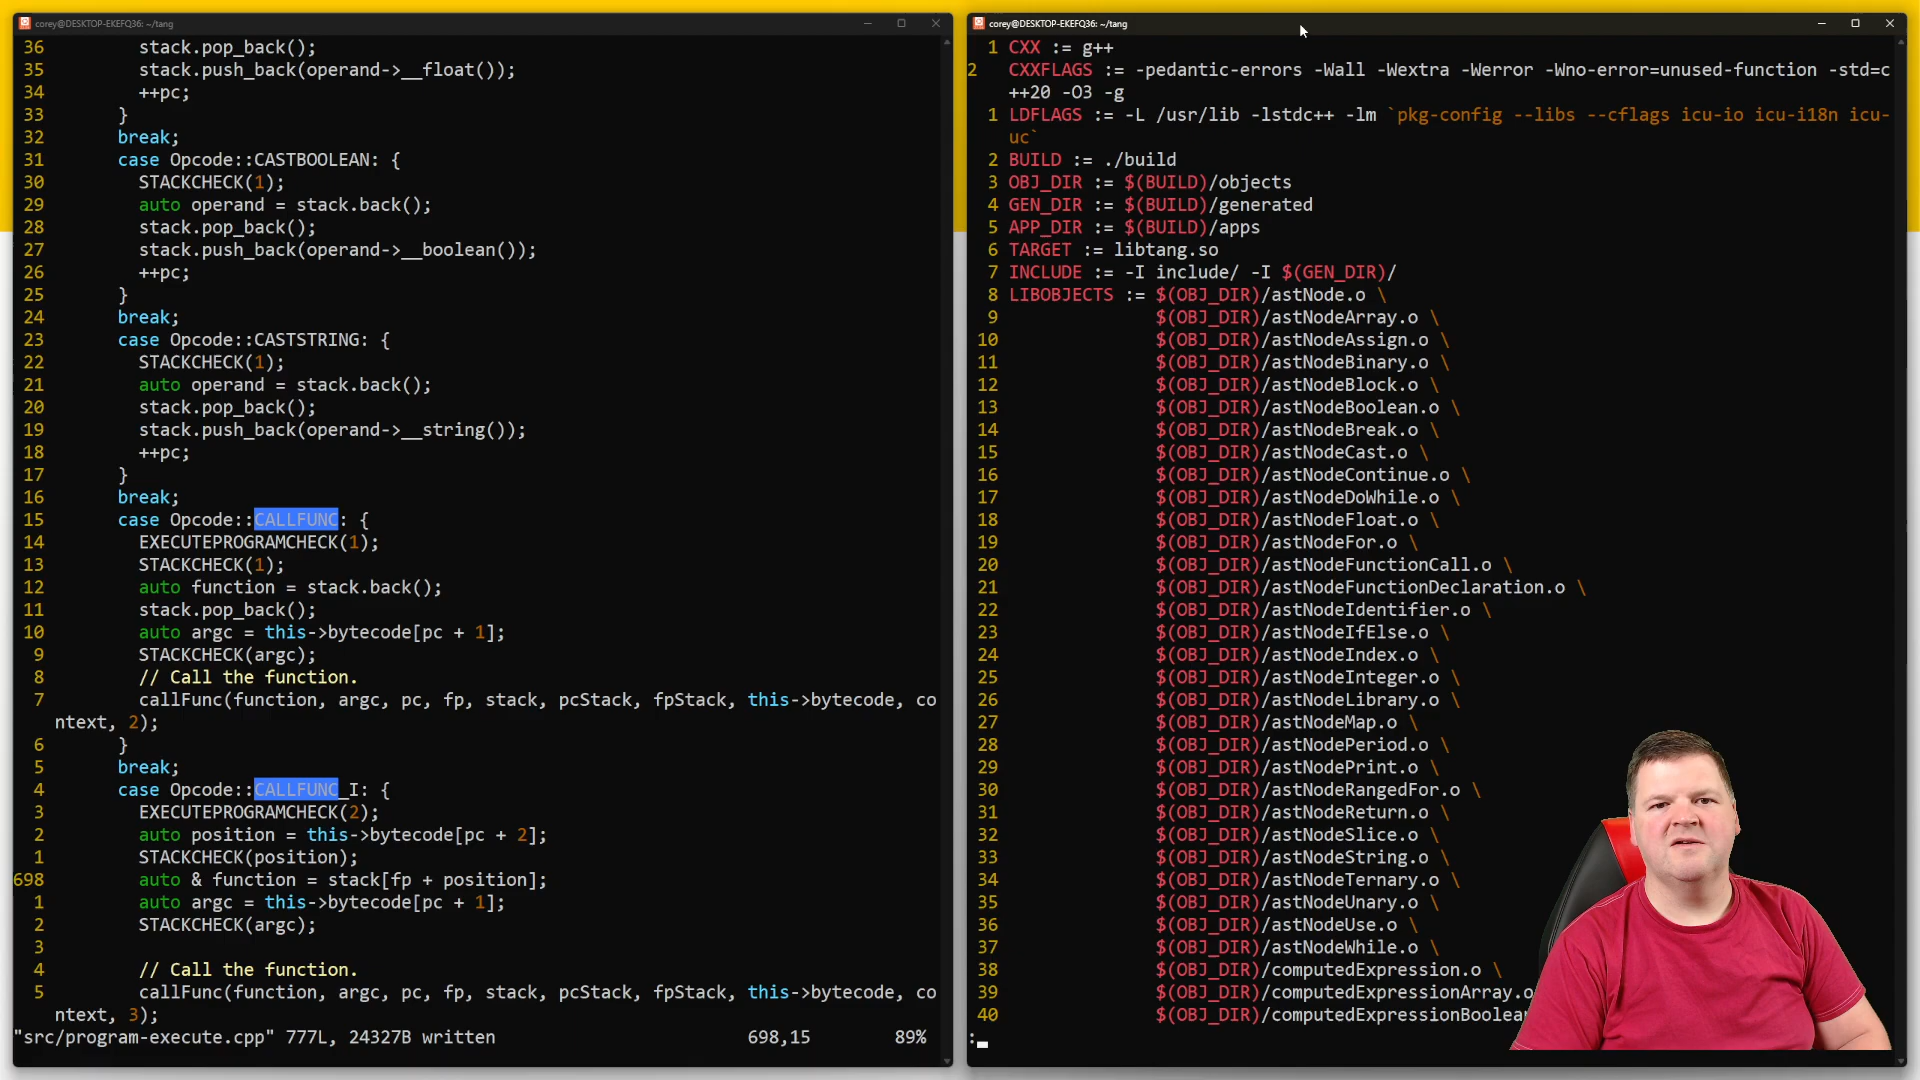 corey@DESKTOP-EKEFQ36: ~/tang
36 stack.pop_back();
35 stack.push_back(operand->__float());
34 ++pc;
33 }
32 break;
31 case Opcode::CASTBOOLEAN: {
30 STACKCHECK(1);
29 auto operand = stack.back();
28 stack.pop_back();
27 stack.push_back(operand->__boolean());
26 ++pc;
25 }
24 break;
23 case Opcode::CASTSTRING: {
22 STACKCHECK(1);
21 auto operand = stack.back();
20 stack.pop_back();
19 stack.push_back(operand->__string());
18 ++pc;
17 }
16 break;
15 case Opcode::CALLFUNC: {
14 EXECUTEPROGRAMCHECK(1);
13 STACKCHECK(1);
12 auto function = stack.back();
11 stack.pop_back();
10 auto argc = this->bytecode[pc + 1];
9 STACKCHECK(argc);
8 // Call the function.
7 callFunc(function, argc, pc, fp, stack, pcStack, fpStack, this->bytecode, co
ntext, 2);
6 }
5 break;
4 case Opcode::CALLFUNC_I: {
3 EXECUTEPROGRAMCHECK(2);
2 auto position = this->bytecode[pc + 2];
1 STACKCHECK(position);
698 auto & function = stack[fp + position];
1 auto argc = this->bytecode[pc + 1];
2 STACKCHECK(argc);
3
4 // Call the function.
5 callFunc(function, argc, pc, fp, stack, pcStack, fpStack, this->bytecode, co
ntext, 3);
"src/program-execute.cpp" 777L, 24327B written 698,15 89%
corey@DESKTOP-EKEFQ36: ~/tang
1 CXX := g++
2 CXXFLAGS := -pedantic-errors -Wall -Wextra -Werror -Wno-error=unused-function -std=c
++20 -O3 -g
1 LDFLAGS := -L /usr/lib -lstdc++ -lm `pkg-config --libs --cflags icu-io icu-i18n icu-
uc`
2 BUILD := ./build
3 OBJ_DIR := $(BUILD)/objects
4 GEN_DIR := $(BUILD)/generated
5 APP_DIR := $(BUILD)/apps
6 TARGET := libtang.so
7 INCLUDE := -I include/ -I $(GEN_DIR)/
8 LIBOBJECTS := $(OBJ_DIR)/astNode.o \
9 $(OBJ_DIR)/astNodeArray.o \
10 $(OBJ_DIR)/astNodeAssign.o \
11 $(OBJ_DIR)/astNodeBinary.o \
12 $(OBJ_DIR)/astNodeBlock.o \
13 $(OBJ_DIR)/astNodeBoolean.o \
14 $(OBJ_DIR)/astNodeBreak.o \
15 $(OBJ_DIR)/astNodeCast.o \
16 $(OBJ_DIR)/astNodeContinue.o \
17 $(OBJ_DIR)/astNodeDoWhile.o \
18 $(OBJ_DIR)/astNodeFloat.o \
19 $(OBJ_DIR)/astNodeFor.o \
20 $(OBJ_DIR)/astNodeFunctionCall.o \
21 $(OBJ_DIR)/astNodeFunctionDeclaration.o \
22 $(OBJ_DIR)/astNodeIdentifier.o \
23 $(OBJ_DIR)/astNodeIfElse.o \
24 $(OBJ_DIR)/astNodeIndex.o \
25 $(OBJ_DIR)/astNodeInteger.o \
26 $(OBJ_DIR)/astNodeLibrary.o \
27 $(OBJ_DIR)/astNodeMap.o \
28 $(OBJ_DIR)/astNodePeriod.o \
29 $(OBJ_DIR)/astNodePrint.o \
30 $(OBJ_DIR)/astNodeRangedFor.o \
31 $(OBJ_DIR)/astNodeReturn.o \
32 $(OBJ_DIR)/astNodeSlice.o \
33 $(OBJ_DIR)/astNodeString.o \
34 $(OBJ_DIR)/astNodeTernary.o \
35 $(OBJ_DIR)/astNodeUnary.o \
36 $(OBJ_DIR)/astNodeUse.o \
37 $(OBJ_DIR)/astNodeWhile.o \
38 $(OBJ_DIR)/computedExpression.o \
39 $(OBJ_DIR)/computedExpressionArray.o
40 $(OBJ_DIR)/computedExpressionBoolea
: